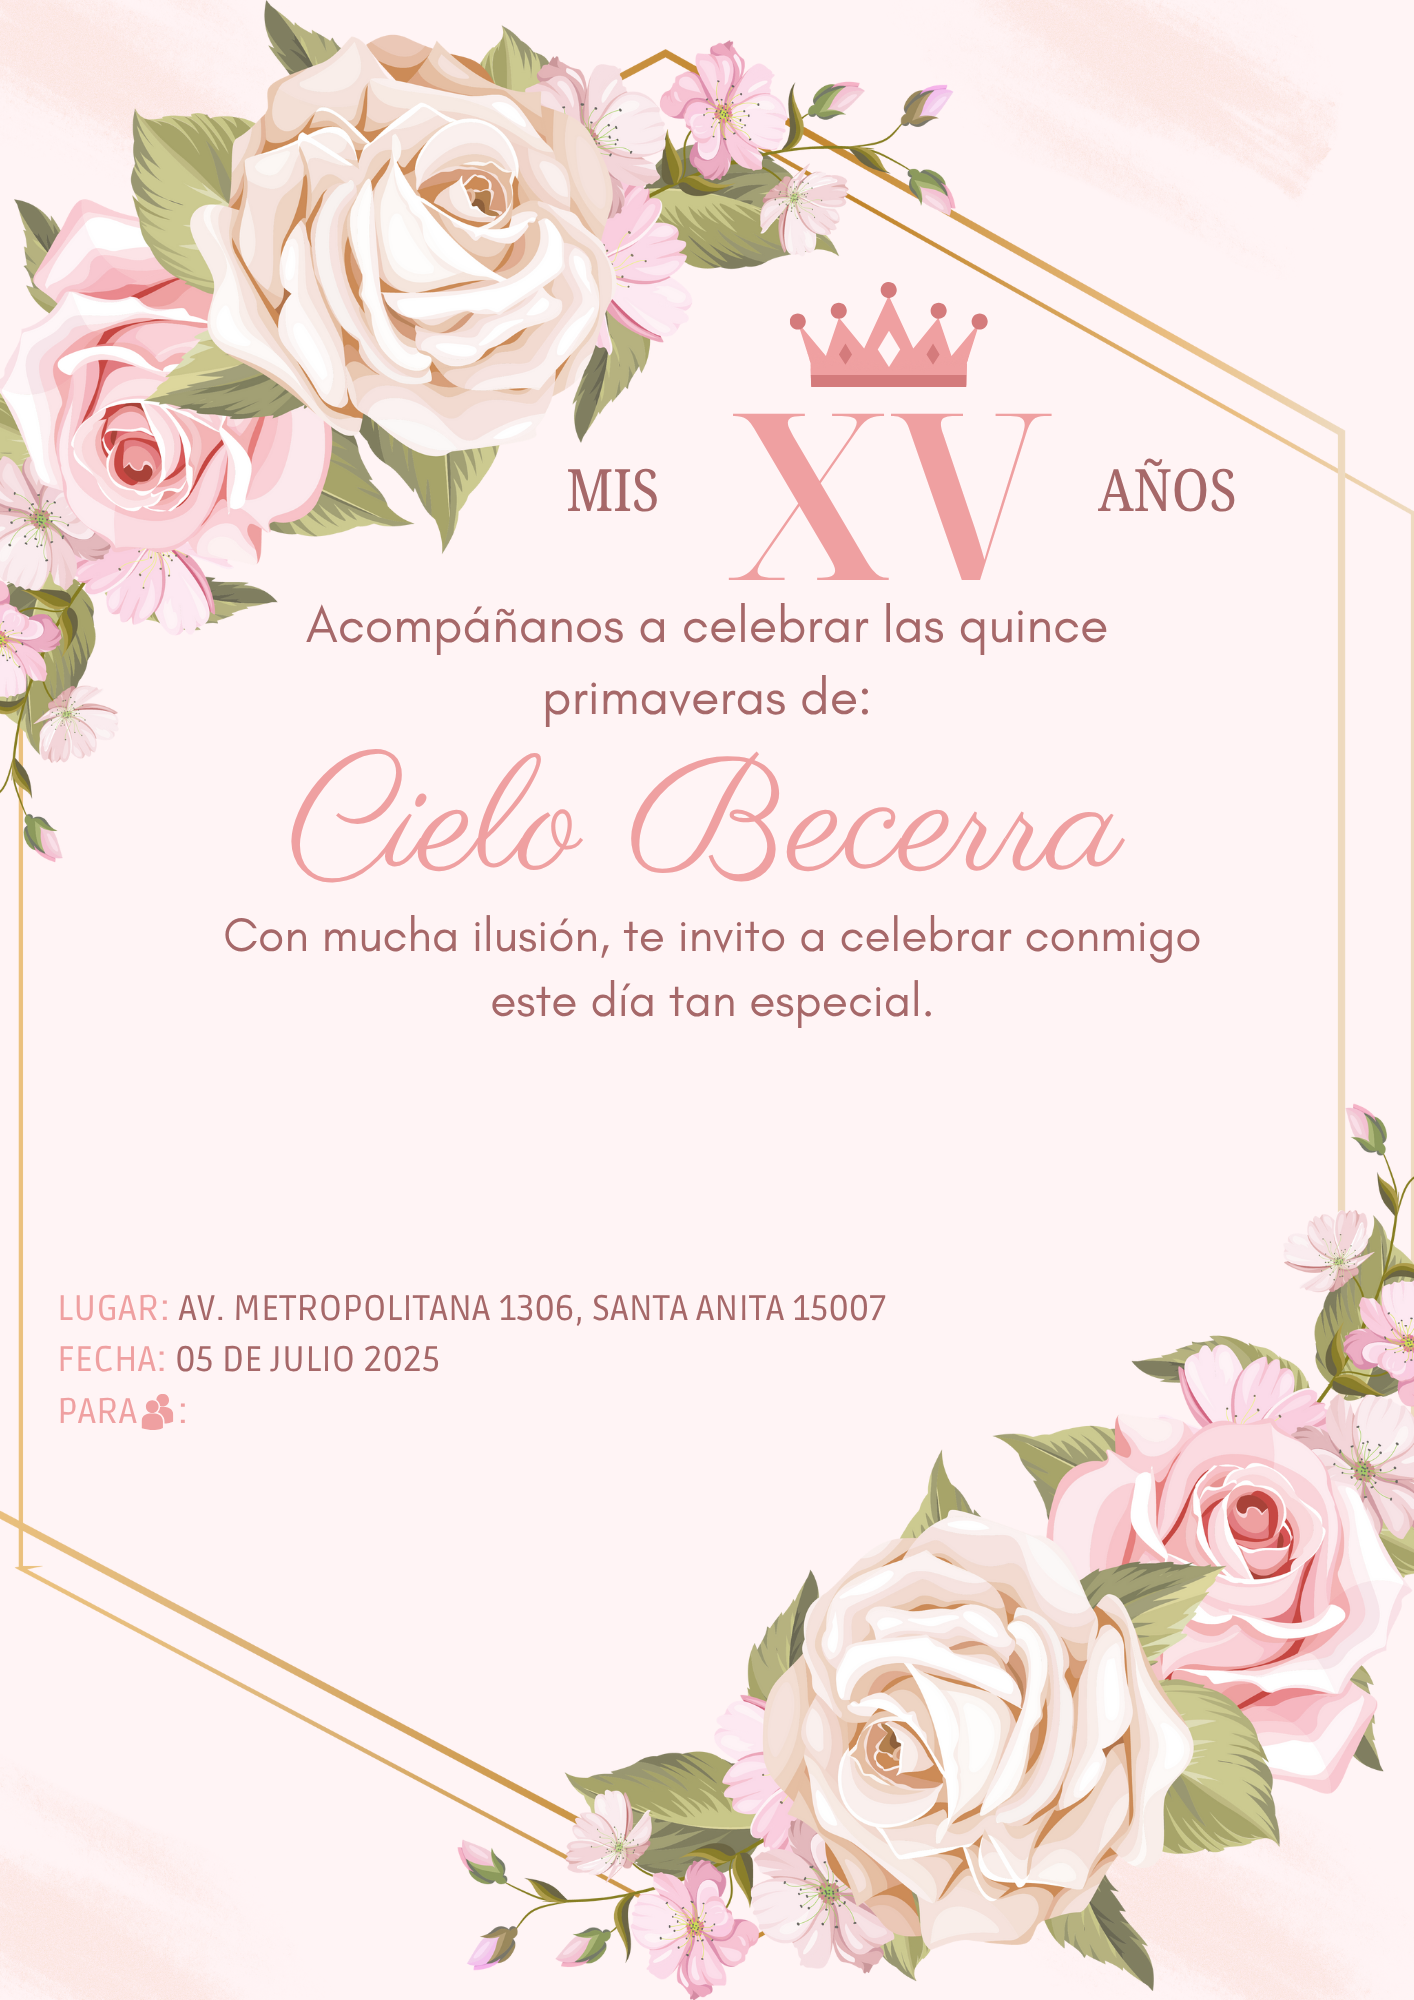 MIS XV AÑOS
Acompáñanos a celebrar las quince
primaveras de:
Cielo Becerra
Con mucha ilusión, te invito a celebrar conmigo
este día tan especial.
LUGAR: AV. METROPOLITANA 1306, SANTA ANITA 15007
FECHA: 05 DE JULIO 2025
PARA👥: